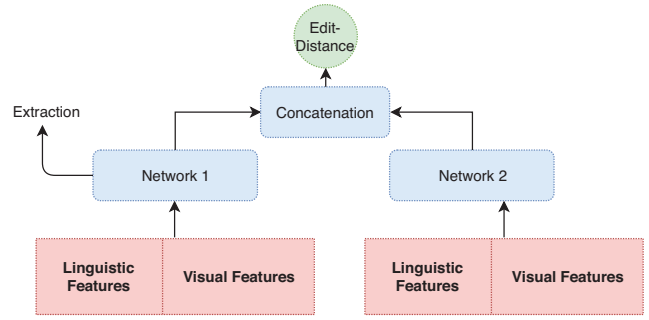 Edit-
Distance
Extraction
Concatenation
Network 1
Network 2
Linguistic
Features
Visual Features
Linguistic
Features
Visual Features